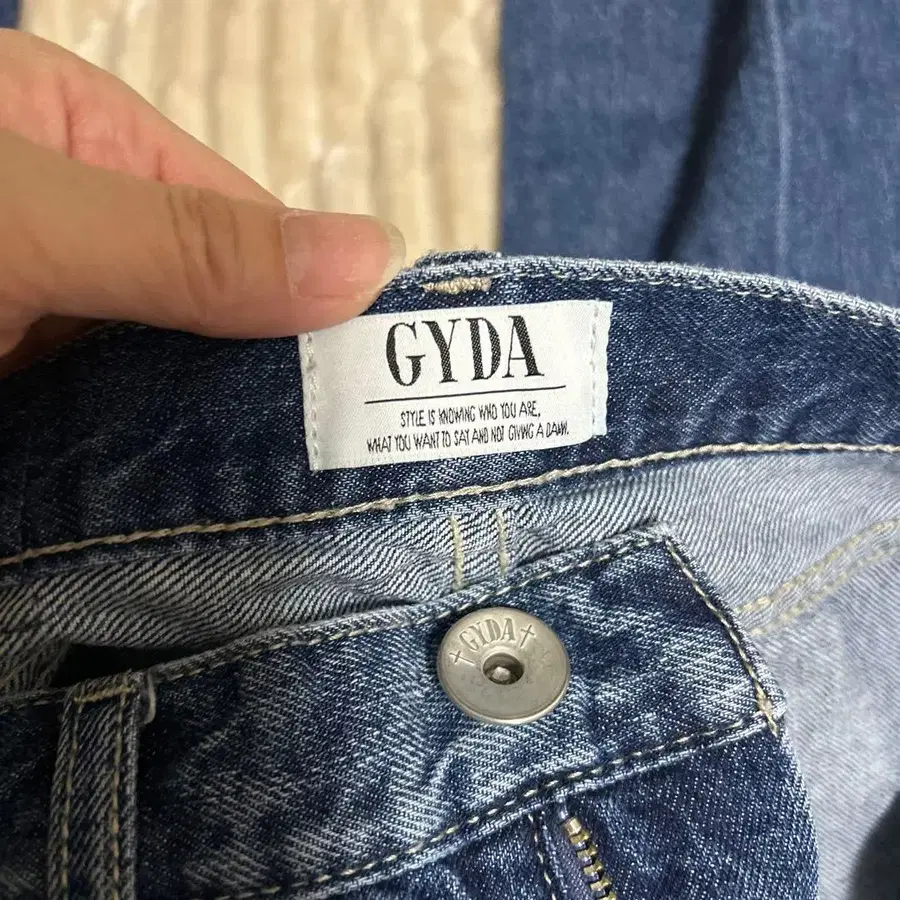 GYDA
STYLE IS KNOWING WHO YOU ARE,
WHAT YOU WANT TO SAY AND NOT GIVING A DAMN.
†GYDA†